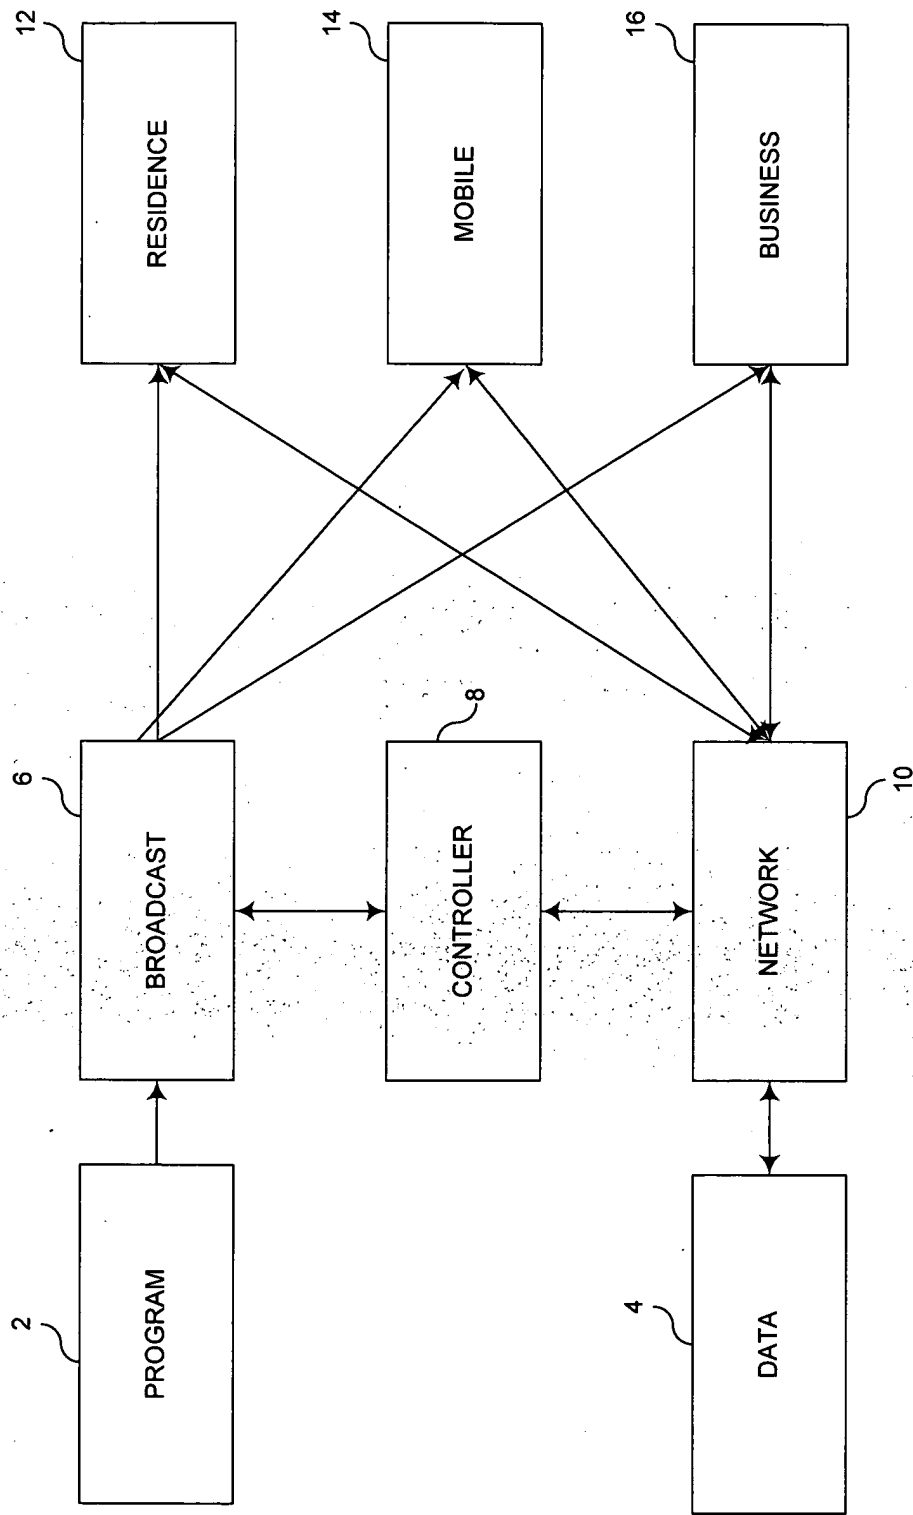 2
PROGRAM
6
BROADCAST
12
RESIDENCE
8
CONTROLLER
14
MOBILE
4
DATA
10
NETWORK
16
BUSINESS